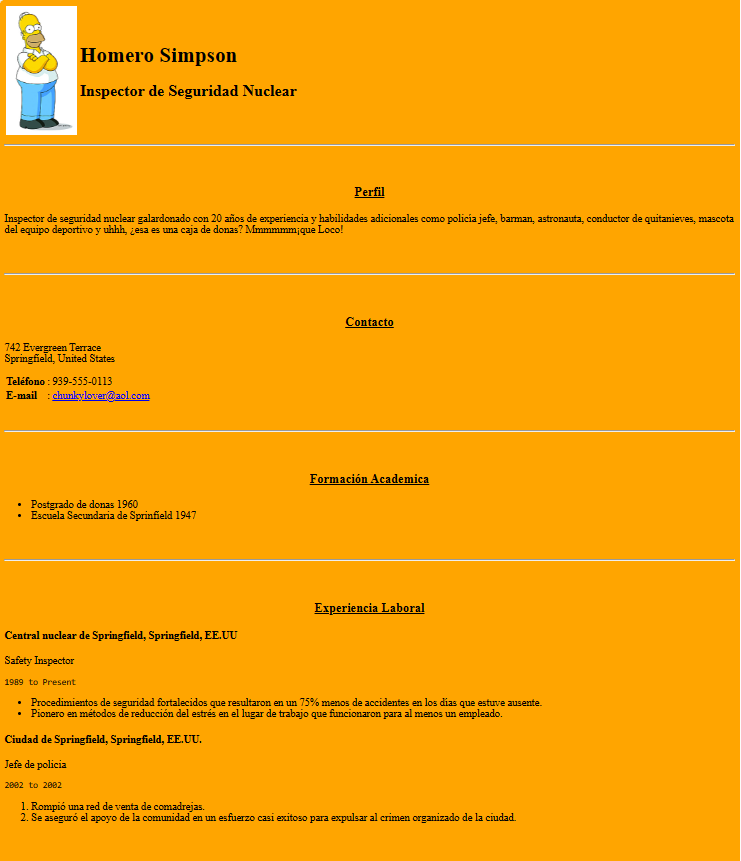 Homero Simpson
Inspector de Seguridad Nuclear
Perfil
Inspector de seguridad nuclear galardonado con 20 años de experiencia y habilidades adicionales como policía jefe, barman, astronauta, conductor de quitanieves, mascota
del equipo deportivo y uhhh, ¿esa es una caja de donas? Mmmmmm¡que Loco!
Contacto
742 Evergreen Terrace
Springfield, United States
Teléfono : 939-555-0113
E-mail : chunkylover@aol.com
Formación Academica
• Postgrado de donas 1960
• Escuela Secundaria de Sprinfield 1947
Experiencia Laboral
Central nuclear de Springfield, Springfield, EE.UU
Safety Inspector
1989 to Present
• Procedimientos de seguridad fortalecidos que resultaron en un 75% menos de accidentes en los días que estuve ausente.
• Pionero en métodos de reducción del estrés en el lugar de trabajo que funcionaron para al menos un empleado.
Ciudad de Springfield, Springfield, EE.UU.
Jefe de policía
2002 to 2002
1. Rompió una red de venta de comadrejas.
2. Se aseguró el apoyo de la comunidad en un esfuerzo casi exitoso para expulsar al crimen organizado de la ciudad.